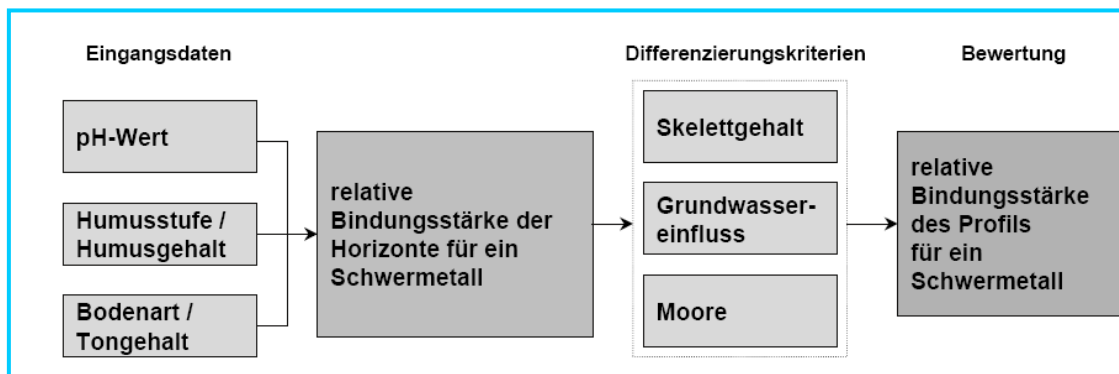 Eingangsdaten
pH-Wert
Humusstufe /
Humusgehalt
Bodenart /
Tongehalt
relative
Bindungsstärke der
Horizonte für ein
Schwermetall
Differenzierungskriterien
Skelettgehalt
Grundwasser-
einfluss
Moore
Bewertung
relative
Bindungsstärke
des Profils
für ein
Schwermetall